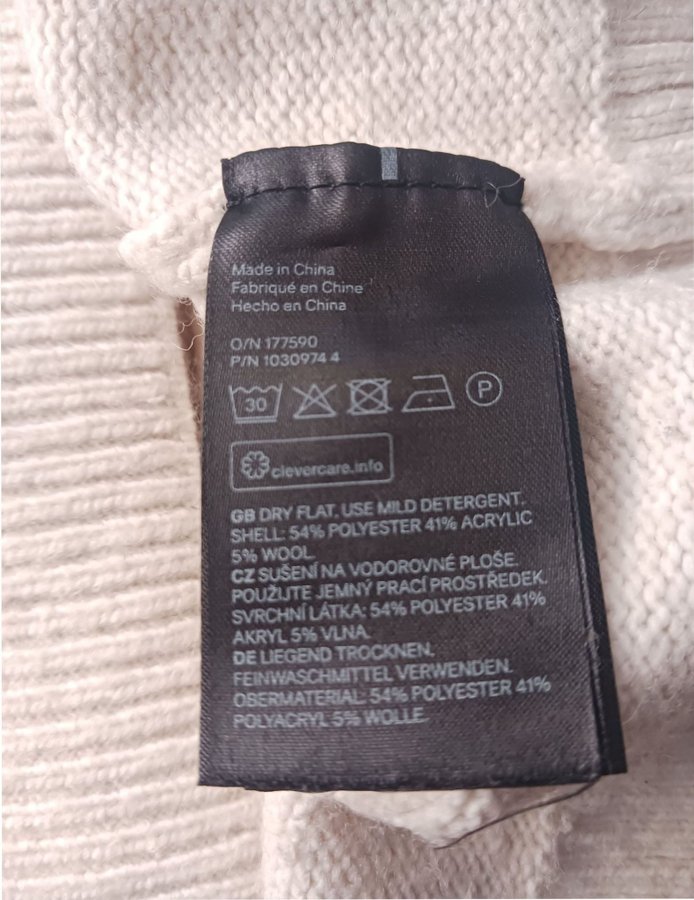 Made in China
Fabriqué en Chine
Hecho en China
O/N 177590
P/N 1030974 4
30
P
clevercare.info
GB DRY FLAT. USE MILD DETERGENT.
SHELL: 54% POLYESTER 41% ACRYLIC
5% WOOL.
CZ SUŠENÍ NA VODOROVNÉ PLOŠE.
POUŽIJTE JEMNÝ PRACÍ PROSTŘEDEK.
SVRCHNÍ LÁTKA: 54% POLYESTER 41%
AKRYL 5% VLNA.
DE LIEGEND TROCKNEN.
FEINWASCHMITTEL VERWENDEN.
OBERMATERIAL: 54% POLYESTER 41%
POLYACRYL 5% WOLLE.